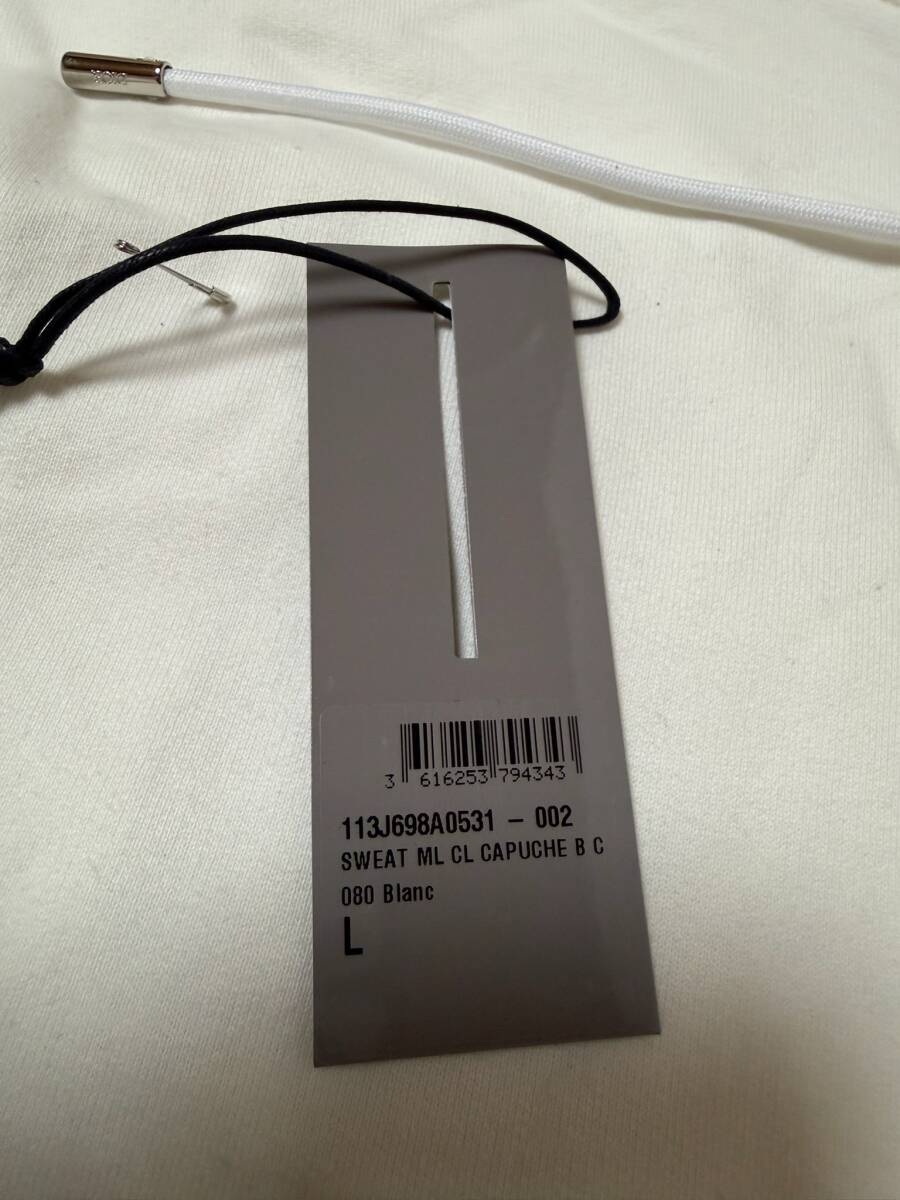 3 616253 794343
113J698A0531 – 002
SWEAT ML CL CAPUCHE B C
080 Blanc
L